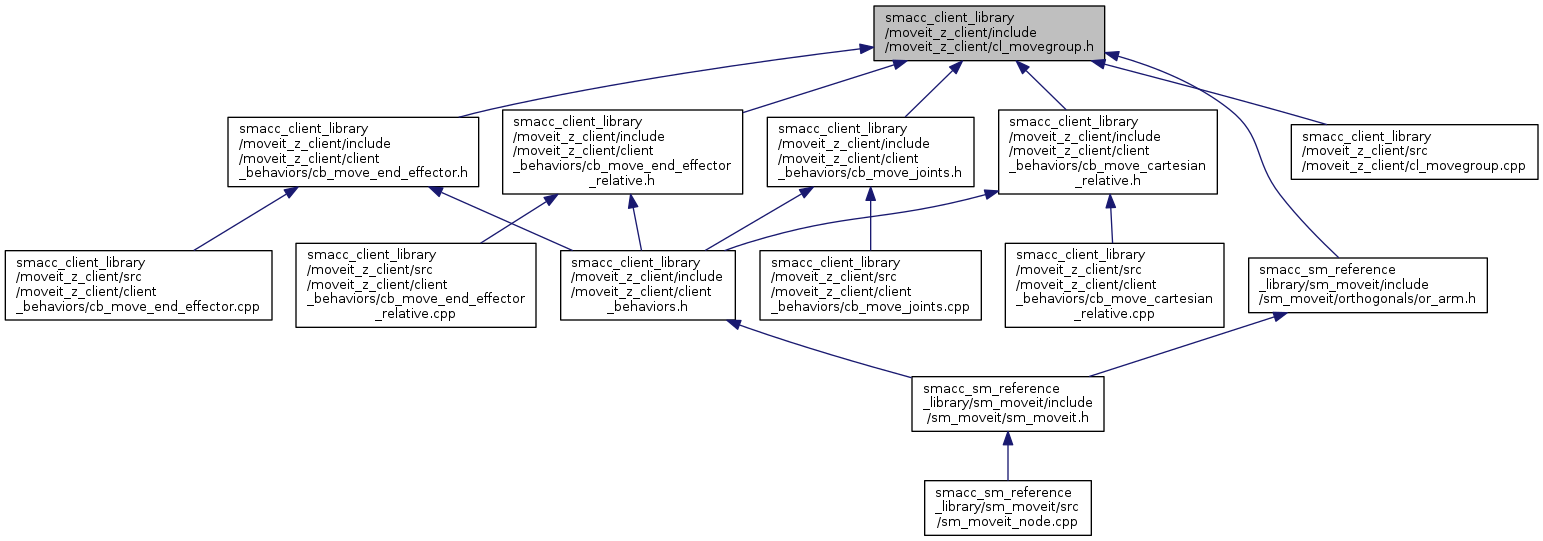 smacc_client_library
/moveit_z_client/include
/moveit_z_client/cl_movegroup.h
smacc_client_library
/moveit_z_client/include
/moveit_z_client/client
_behaviors/cb_move_end_effector.h
smacc_client_library
/moveit_z_client/include
/moveit_z_client/client
_behaviors/cb_move_end_effector
_relative.h
smacc_client_library
/moveit_z_client/include
/moveit_z_client/client
_behaviors/cb_move_joints.h
smacc_client_library
/moveit_z_client/include
/moveit_z_client/client
_behaviors/cb_move_cartesian
_relative.h
smacc_client_library
/moveit_z_client/src
/moveit_z_client/cl_movegroup.cpp
smacc_client_library
/moveit_z_client/src
/moveit_z_client/client
_behaviors/cb_move_end_effector.cpp
smacc_client_library
/moveit_z_client/src
/moveit_z_client/client
_behaviors/cb_move_end_effector
_relative.cpp
smacc_client_library
/moveit_z_client/include
/moveit_z_client/client
_behaviors.h
smacc_client_library
/moveit_z_client/src
/moveit_z_client/client
_behaviors/cb_move_joints.cpp
smacc_client_library
/moveit_z_client/src
/moveit_z_client/client
_behaviors/cb_move_cartesian
_relative.cpp
smacc_sm_reference
_library/sm_moveit/include
/sm_moveit/orthogonals/or_arm.h
smacc_sm_reference
_library/sm_moveit/include
/sm_moveit/sm_moveit.h
smacc_sm_reference
_library/sm_moveit/src
/sm_moveit_node.cpp